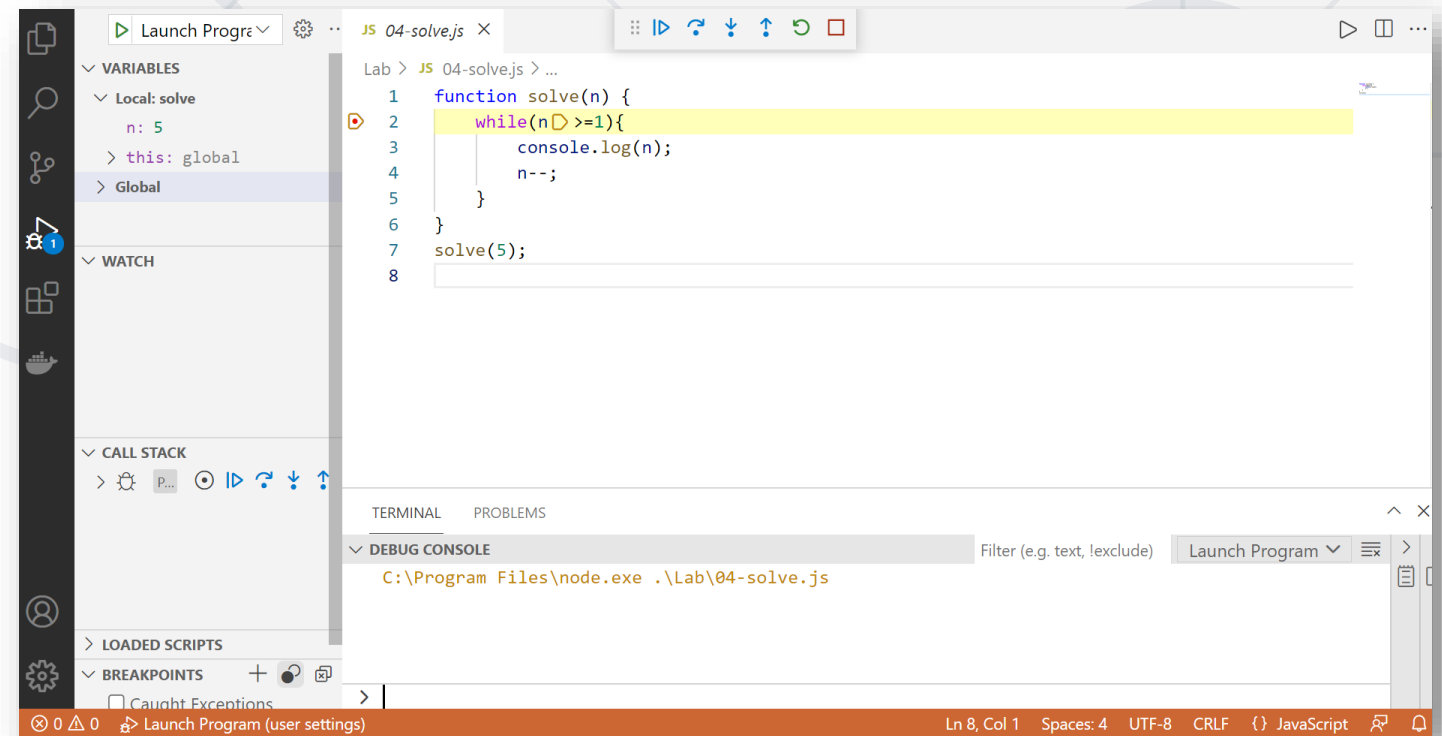 Launch Progra
VARIABLES
Local: solve
n: 5
this: global
Global
1
WATCH
CALL STACK
P...
LOADED SCRIPTS
BREAKPOINTS
Caught Exceptions
JS 04-solve.js
Lab > JS 04-solve.js > ...
1 function solve(n) {
2 while(n >=1){
3 console.log(n);
4 n--;
5 }
6 }
7 solve(5);
8
TERMINAL PROBLEMS
DEBUG CONSOLE Filter (e.g. text, !exclude) Launch Program
C:\Program Files\node.exe .\Lab\04-solve.js
>
0 0 Launch Program (user settings) Ln 8, Col 1 Spaces: 4 UTF-8 CRLF {} JavaScript